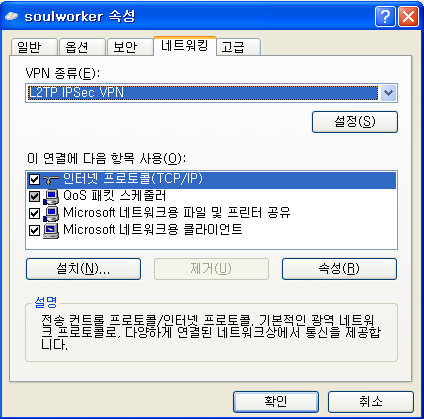 soulworker 속성
일반 옵션 보안 네트워킹 고급
VPN 종류(E):
L2TP IPSec VPN
설정(S)
이 연결에 다음 항목 사용(O):
인터넷 프로토콜(TCP/IP)
QoS 패킷 스케줄러
Microsoft 네트워크용 파일 및 프린터 공유
Microsoft 네트워크용 클라이언트
설치(N)... 제거(U) 속성(R)
설명
전송 컨트롤 프로토콜/인터넷 프로토콜. 기본적인 광역 네트워
크 프로토콜로, 다양하게 연결된 네트워크상에서 통신을 제공합
니다.
확인 취소